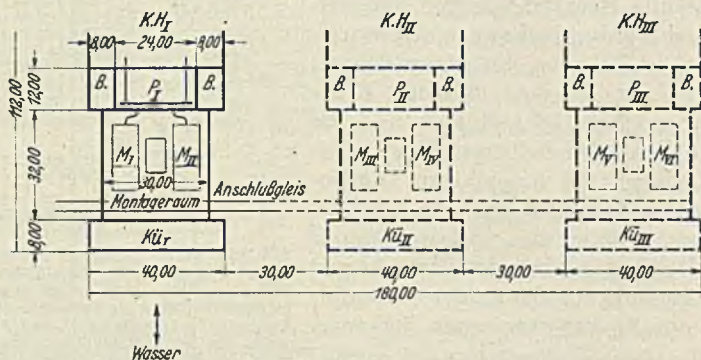 K.H_I K.H_II K.H_III
8,00 24,00 8,00
B. P_I B. B. P_II B. B. P_III B.
112,00
12,00
32,00
8,00
M_I M_II M_III M_IV M_V M_VI
30,00
Anschlußgleis
Montageraum
Kü_I Kü_II Kü_III
40,00 30,00 40,00 30,00 40,00
180,00
Wasser